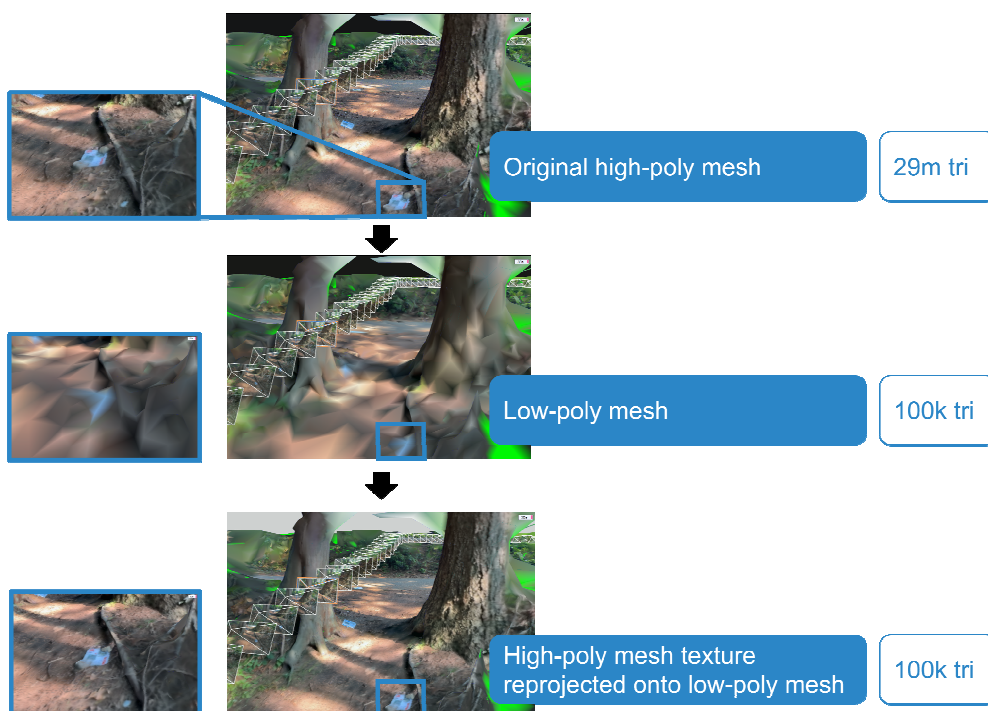 Original high-poly mesh
29m tri
Low-poly mesh
100k tri
High-poly mesh texture
reprojected onto low-poly mesh
100k tri